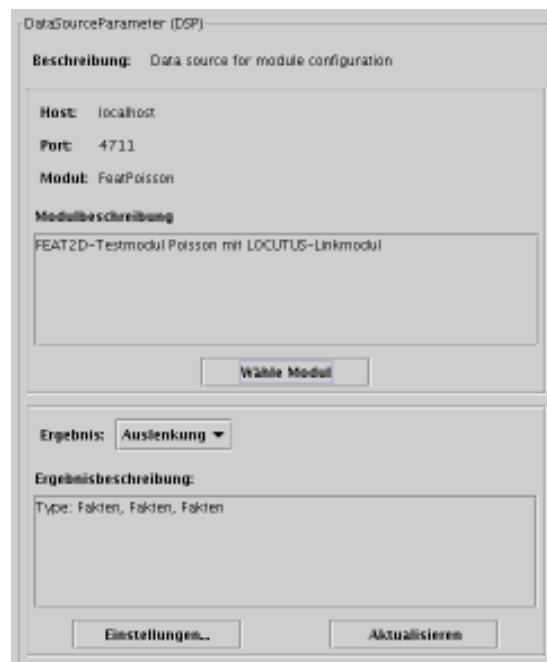 DataSourceParameter (DSP)
Beschreibung: Data source for module configuration
Host: localhost
Port: 4711
Modul: FeatPoisson
Modulbeschreibung
FEAT2D-Testmodul Poisson mit LOCUTUS-Linkmodul
Wähle Modul
Ergebnis: Auslenkung
Ergebnisbeschreibung:
Type: Fakten, Fakten, Fakten
Einstellungen... Aktualisieren